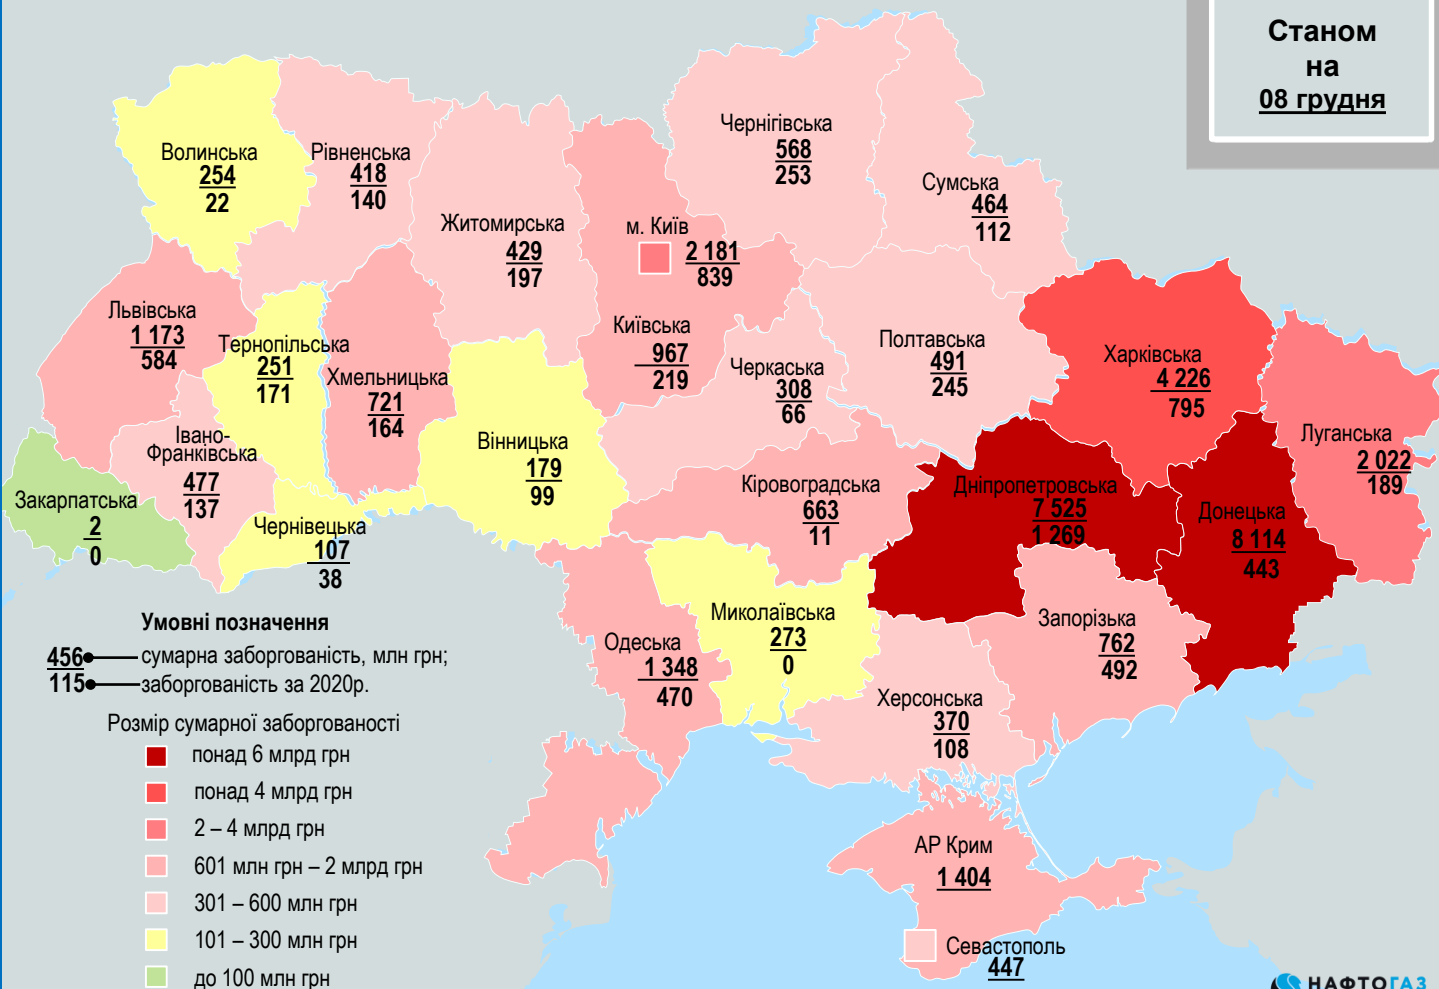 Станом
на
08 грудня
Волинська
254
22
Рівненська
418
140
Житомирська
429
197
Чернігівська
568
253
Сумська
464
112
м. Київ
2 181
839
Київська
967
219
Львівська
1 173
584
Тернопільська
251
171
Хмельницька
721
164
Черкаська
308
66
Полтавська
491
245
Харківська
4 226
795
Луганська
2 022
189
Івано-
Франківська
477
137
Вінницька
179
99
Кіровоградська
663
11
Дніпропетровська
7 525
1 269
Донецька
8 114
443
Закарпатська
2
0
Чернівецька
107
38
Одеська
1 348
470
Миколаївська
273
0
Запорізька
762
492
Херсонська
370
108
АР Крим
1 404
Севастополь
447
Умовні позначення
456 сумарна заборгованість, млн грн;
115 заборгованість за 2020р.
Розмір сумарної заборгованості
понад 6 млрд грн
понад 4 млрд грн
2 – 4 млрд грн
601 млн грн – 2 млрд грн
301 – 600 млн грн
101 – 300 млн грн
до 100 млн грн
НАФТОГАЗ